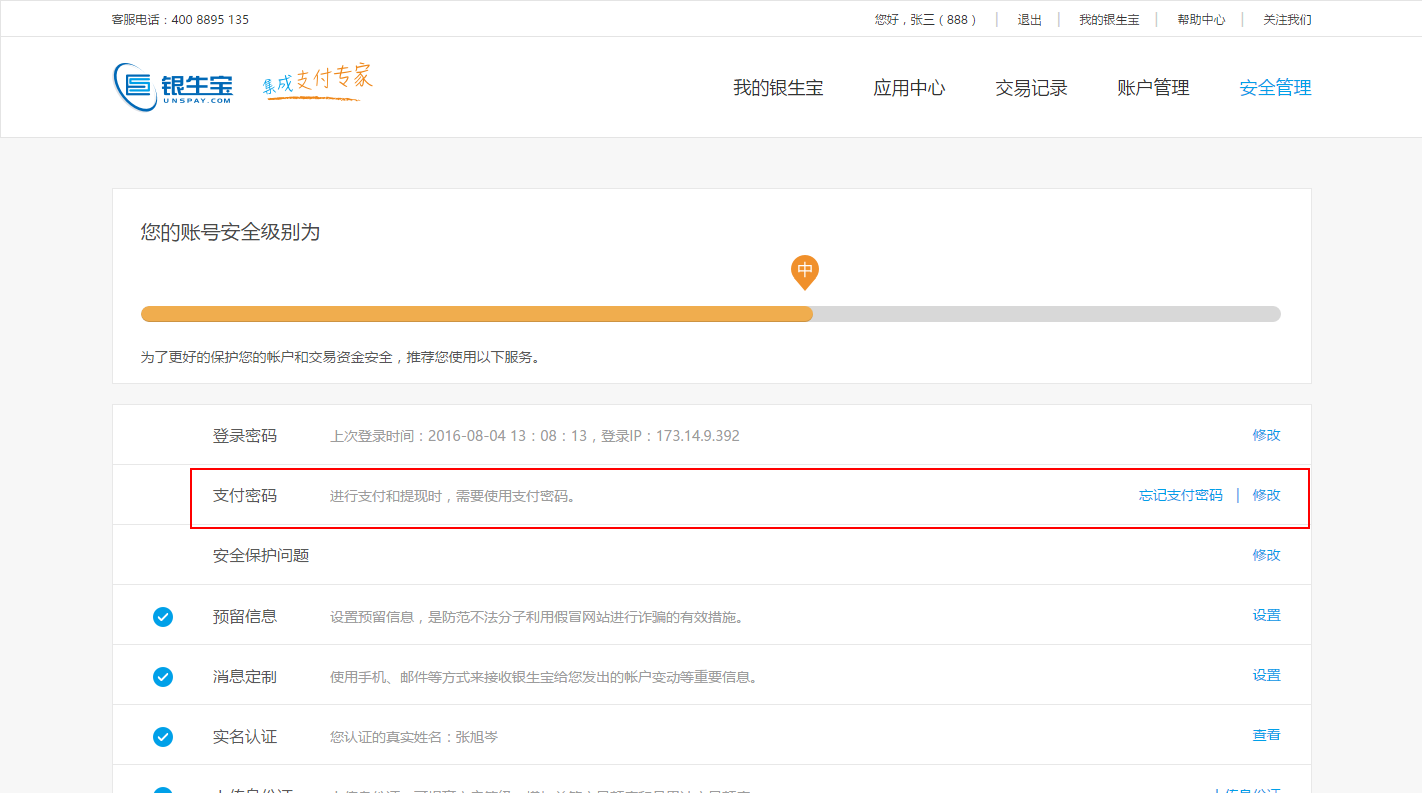 客服电话：400 8895 135 您好，张三（888） | 退出 | 我的银生宝 | 帮助中心 | 关注我们
银生宝 集成支付专家 我的银生宝 应用中心 交易记录 账户管理 安全管理
UNSPAY.COM
您的账号安全级别为
中
为了更好的保护您的帐户和交易资金安全，推荐您使用以下服务。
登录密码 上次登录时间：2016-08-04 13：08：13，登录IP：173.14.9.392 修改
支付密码 进行支付和提现时，需要使用支付密码。 忘记支付密码 | 修改
安全保护问题 修改
预留信息 设置预留信息，是防范不法分子利用假冒网站进行诈骗的有效措施。 设置
消息定制 使用手机、邮件等方式来接收银生宝给您发出的帐户变动等重要信息。 设置
实名认证 您认证的真实姓名：张旭岑 查看
上传身份证 上传身份证